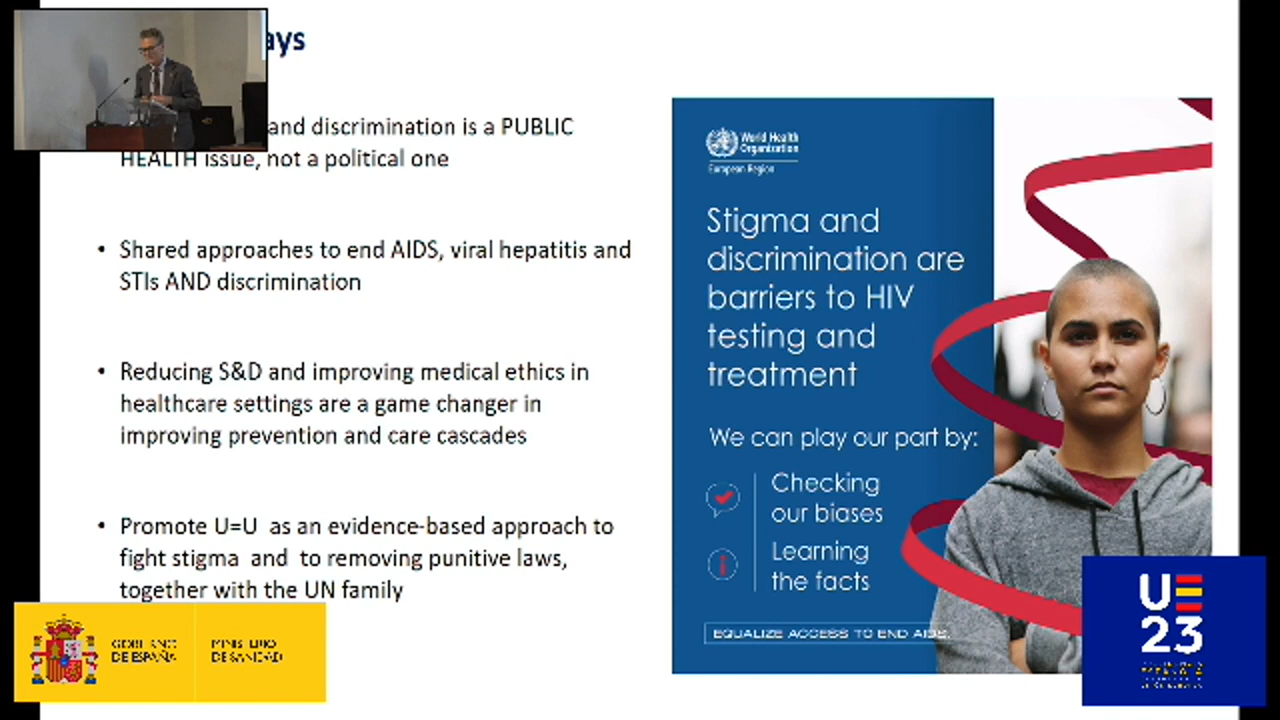 ays
and discrimination is a PUBLIC
HEALTH issue, not a political one
• Shared approaches to end AIDS, viral hepatitis and
STIs AND discrimination
• Reducing S&D and improving medical ethics in
healthcare settings are a game changer in
improving prevention and care cascades
• Promote U=U as an evidence-based approach to
fight stigma and to removing punitive laws,
together with the UN family
World Health
Organization
European Region
Stigma and
discrimination are
barriers to HIV
testing and
treatment
We can play our part by:
Checking
our biases
Learning
the facts
EQUALIZE ACCESS TO END AIDS.
GOBIERNO
DE ESPAÑA
MINISTERIO
DE SANIDAD
UE
23